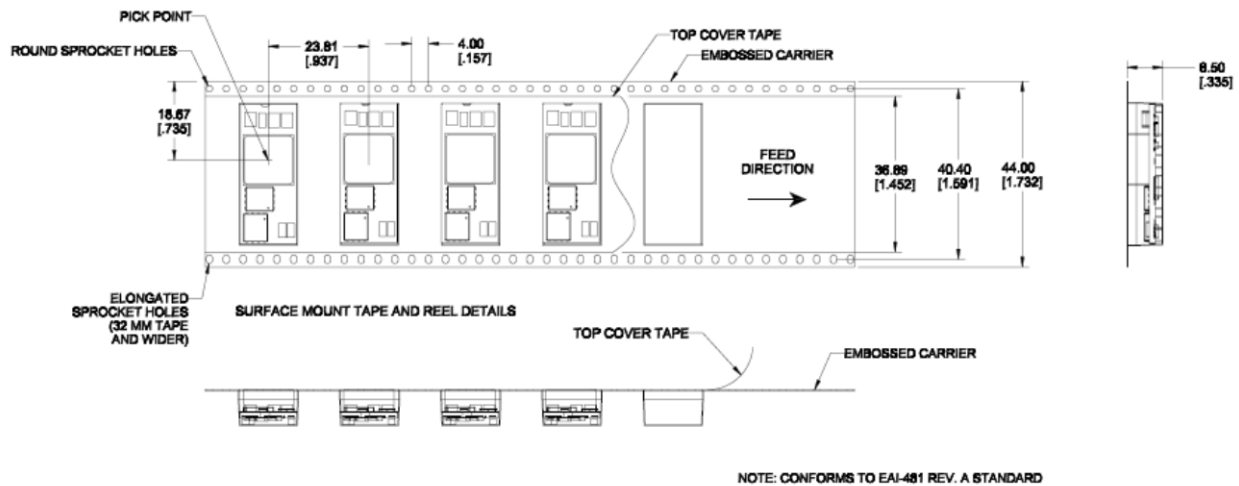 PICK POINT
ROUND SPROCKET HOLES
23.81
[.937]
4.00
[.157]
TOP COVER TAPE
EMBOSSED CARRIER
8.50
[.335]
18.67
[.735]
FEED
DIRECTION
36.89
[1.452]
40.40
[1.591]
44.00
[1.732]
ELONGATED
SPROCKET HOLES
(32 MM TAPE
AND WIDER)
SURFACE MOUNT TAPE AND REEL DETAILS
TOP COVER TAPE
EMBOSSED CARRIER
NOTE: CONFORMS TO EAI-481 REV. A STANDARD